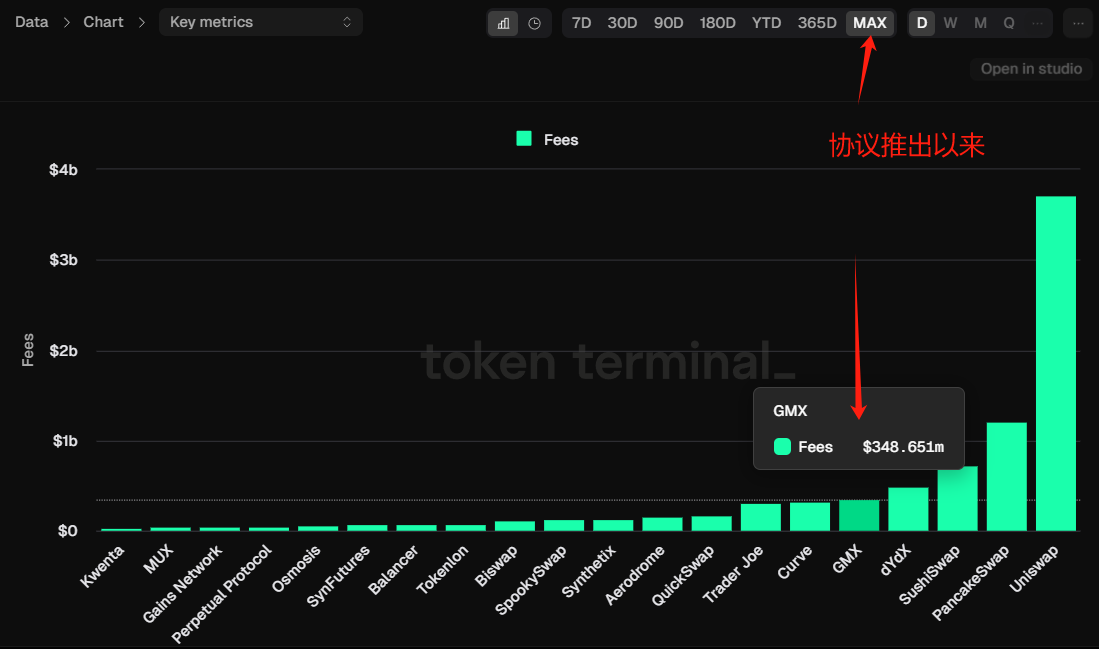 Data > Chart > Key metrics 7D 30D 90D 180D YTD 365D MAX D W M Q ... ...
Open in studio
协议推出以来
Fees
$4b
$3b
$2b
$1b
$0
Fees
token terminal_
GMX
Fees $348.651m
Kwenta
MUX
Gains Network
Perpetual Protocol
Osmosis
SynFutures
Balancer
Tokenlon
Biswap
SpookySwap
Synthetix
Aerodrome
QuickSwap
Trader Joe
Curve
GMX
dYdX
SushiSwap
PancakeSwap
Uniswap